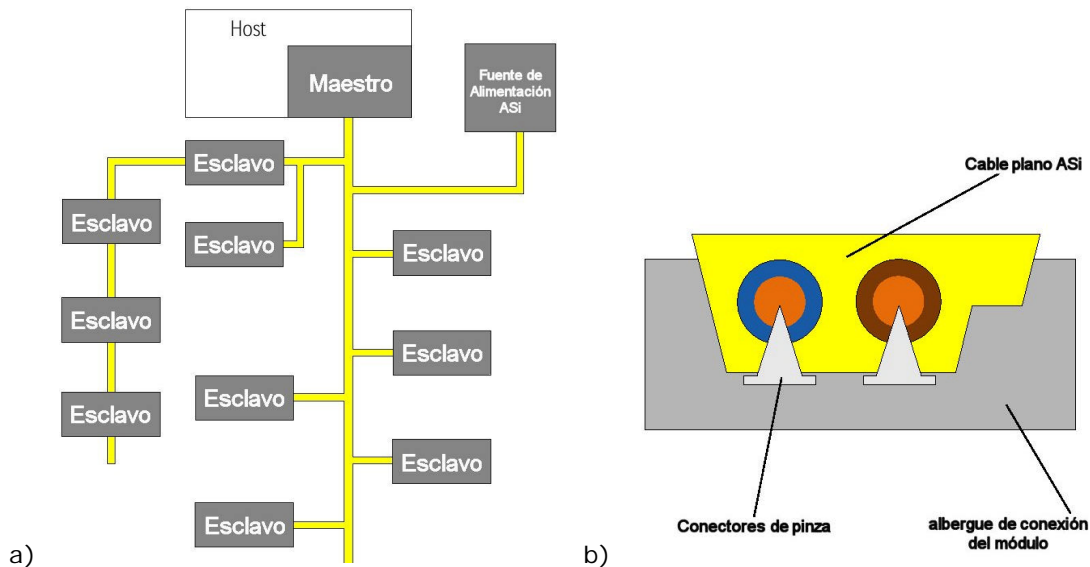 Host
Maestro
Fuente de
Alimentación
ASi
Esclavo
Esclavo
Esclavo
Esclavo
Esclavo
Esclavo
Esclavo
Esclavo
Esclavo
Esclavo
a)
Cable plano ASi
Conectores de pinza
albergue de conexión
del módulo
b)